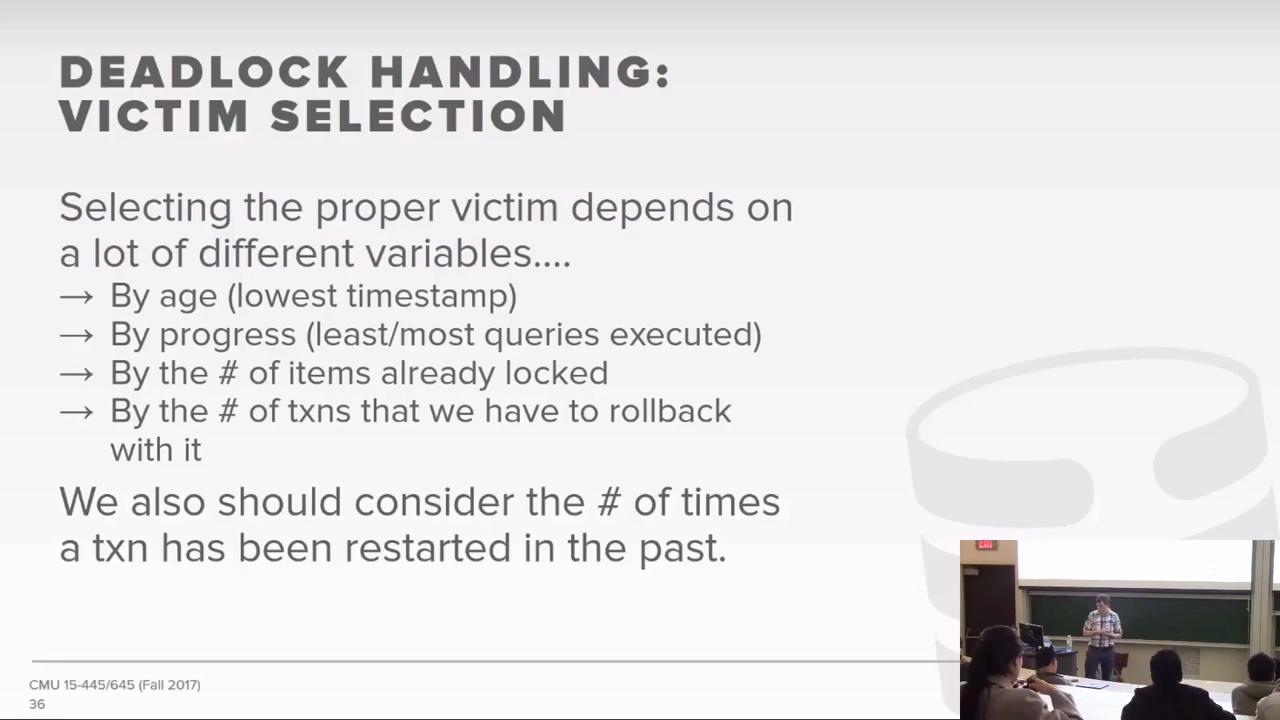 DEADLOCK HANDLING:
VICTIM SELECTION
Selecting the proper victim depends on
a lot of different variables....
→ By age (lowest timestamp)
→ By progress (least/most queries executed)
→ By the # of items already locked
→ By the # of txns that we have to rollback
with it
We also should consider the # of times
a txn has been restarted in the past.
CMU 15-445/645 (Fall 2017)
36
EXIT